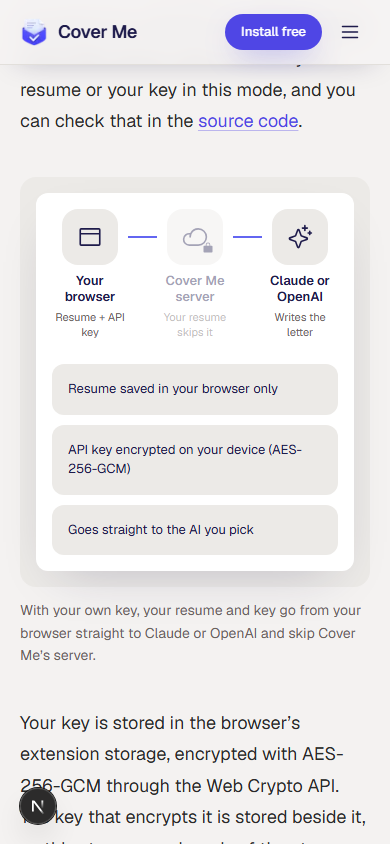 Cover Me
Install free
resume or your key in this mode, and you
can check that in the source code.
Your
browser
Resume + API
key
Cover Me
server
Your resume
skips it
Claude or
OpenAI
Writes the
letter
Resume saved in your browser only
API key encrypted on your device (AES-
256-GCM)
Goes straight to the AI you pick
With your own key, your resume and key go from your
browser straight to Claude or OpenAI and skip Cover
Me's server.
Your key is stored in the browser's
extension storage, encrypted with AES-
256-GCM through the Web Crypto API.
N
key that encrypts it is stored beside it,